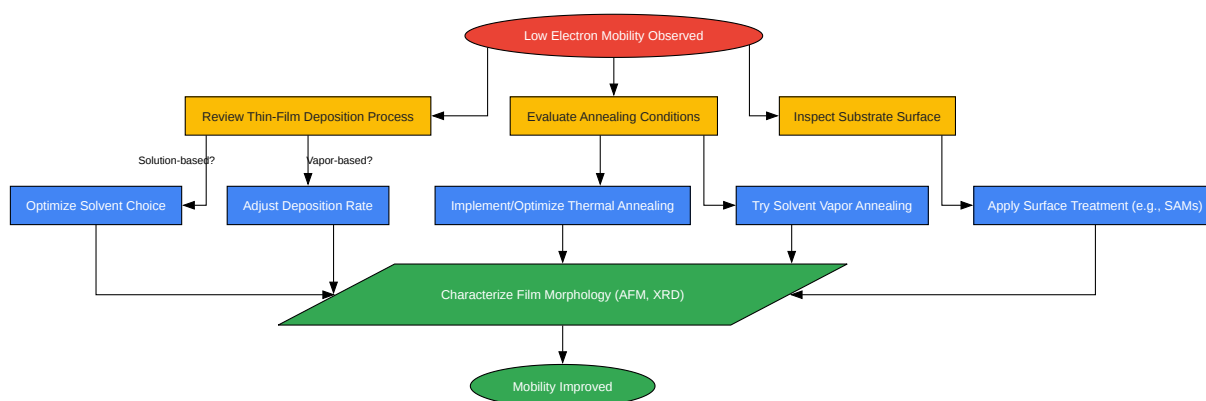 Low Electron Mobility Observed
Review Thin-Film Deposition Process
Evaluate Annealing Conditions
Inspect Substrate Surface
Solution-based?
Vapor-based?
Optimize Solvent Choice
Adjust Deposition Rate
Implement/Optimize Thermal Annealing
Try Solvent Vapor Annealing
Apply Surface Treatment (e.g., SAMs)
Characterize Film Morphology (AFM, XRD)
Mobility Improved